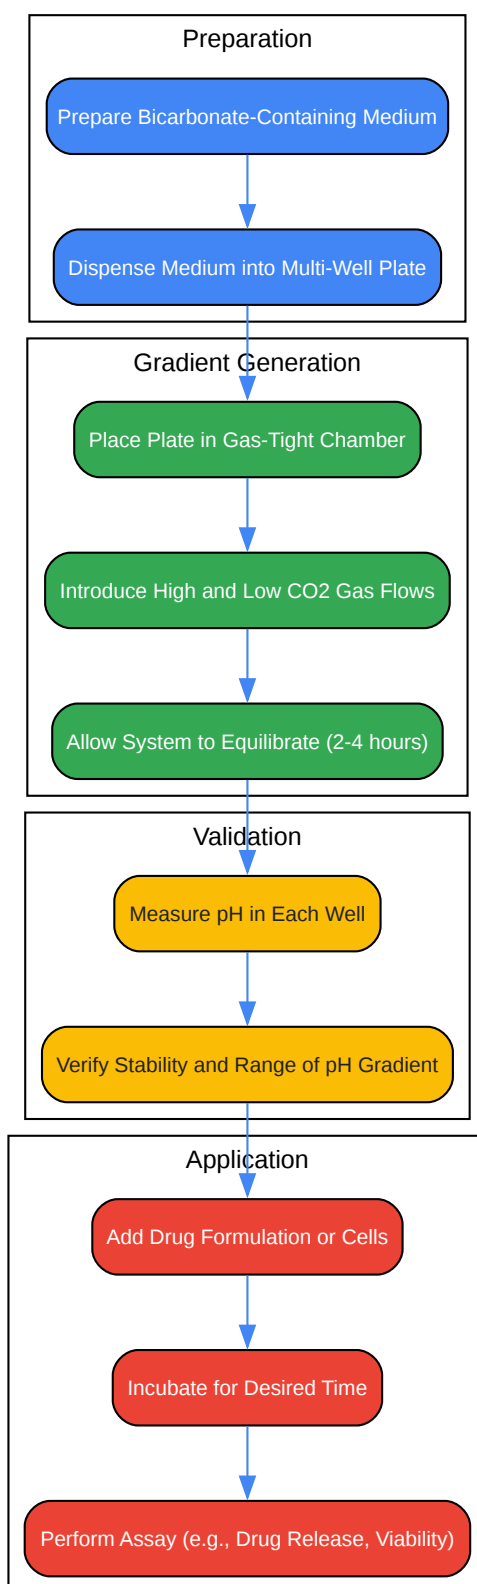 Preparation
Prepare Bicarbonate-Containing Medium
Dispense Medium into Multi-Well Plate
Gradient Generation
Place Plate in Gas-Tight Chamber
Introduce High and Low CO2 Gas Flows
Allow System to Equilibrate (2-4 hours)
Validation
Measure pH in Each Well
Verify Stability and Range of pH Gradient
Application
Add Drug Formulation or Cells
Incubate for Desired Time
Perform Assay (e.g., Drug Release, Viability)